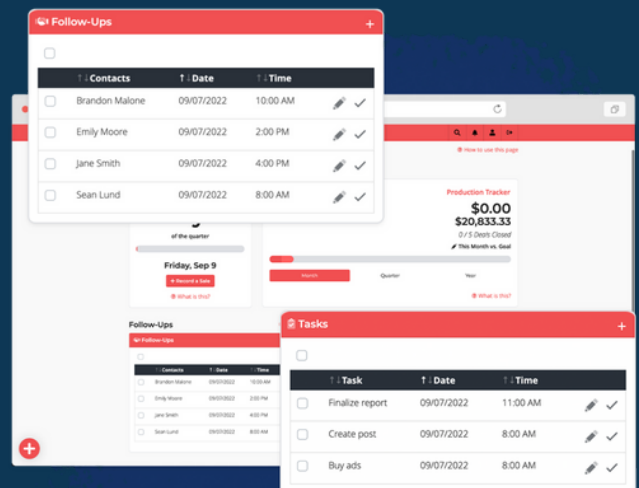 Follow-Ups +
↑↓Contacts ↑↓Date ↑↓Time
Brandon Malone 09/07/2022 10:00 AM
Emily Moore 09/07/2022 2:00 PM
Jane Smith 09/07/2022 4:00 PM
Sean Lund 09/07/2022 8:00 AM
How to use this page
of the quarter
Friday, Sep 9
+ Record a Sale
What is this?
Production Tracker
$0.00
$20,833.33
0 / 5 Deals Closed
This Month vs. Goal
Month Quarter Year
What is this?
Follow-Ups
Follow-Ups
↑↓Contacts ↑↓Date ↑↓Time
Brandon Malone 09/07/2022 10:00 AM
Emily Moore 09/07/2022 2:00 PM
Jane Smith 09/07/2022 4:00 PM
Sean Lund 09/07/2022 8:00 AM
+
Tasks +
↑↓Task ↑↓Date ↑↓Time
Finalize report 09/07/2022 11:00 AM
Create post 09/07/2022 8:00 AM
Buy ads 09/07/2022 8:00 AM